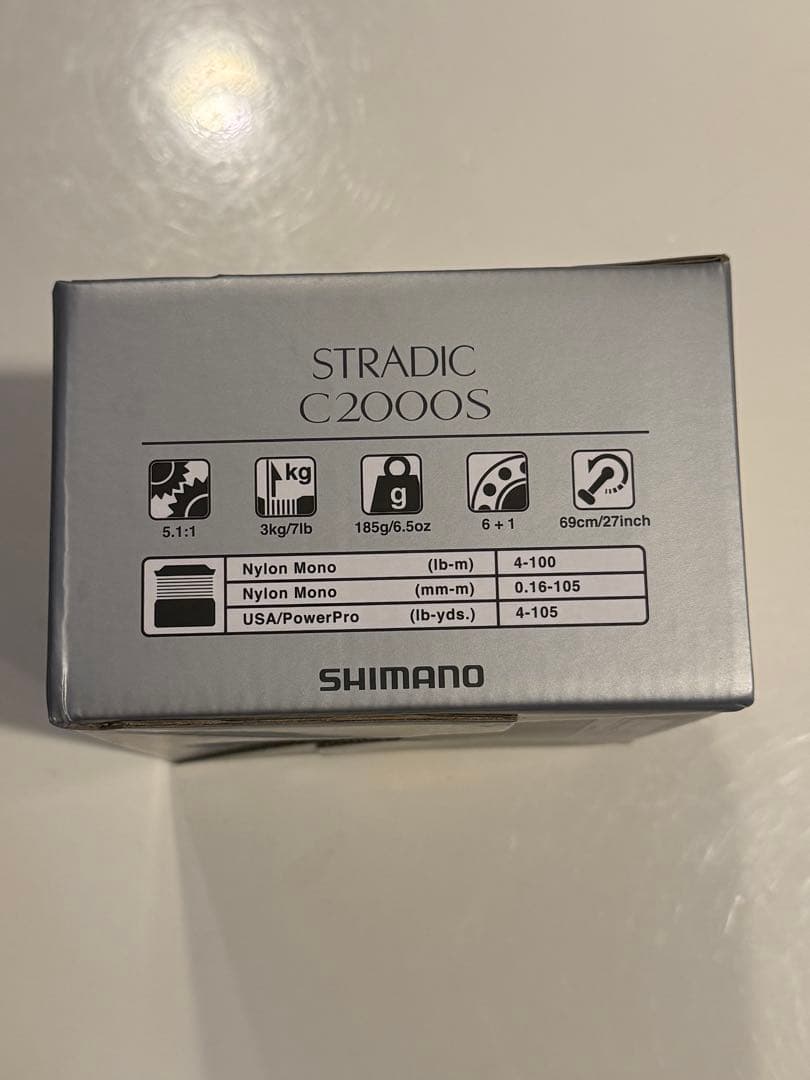 STRADIC
C2000S
kg
g
5.1:1 3kg/7lb 185g/6.5oz 6 + 1 69cm/27inch
Nylon Mono (lb-m) 4-100
Nylon Mono (mm-m) 0.16-105
USA/PowerPro (lb-yds.) 4-105
SHIMANO